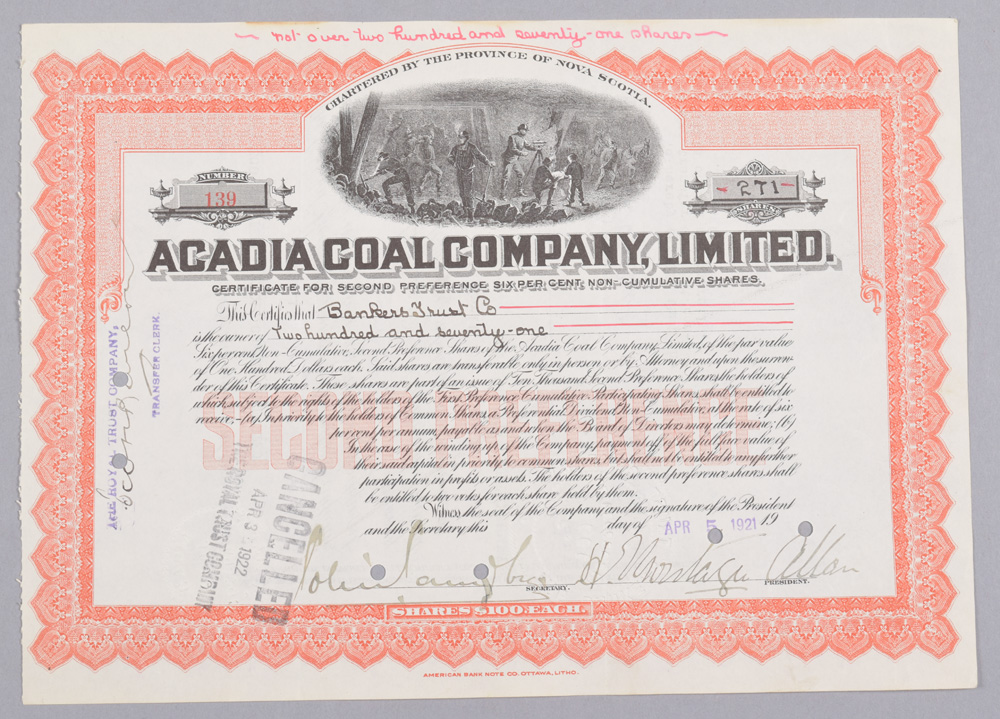 ~ not over two hundred and seventy-one shares ~
CHARTERED BY THE PROVINCE OF NOVA SCOTIA.
NUMBER
139
-271-
SHARES
ACADIA COAL COMPANY, LIMITED.
CERTIFICATE FOR SECOND PREFERENCE SIX PER CENT. NON-CUMULATIVE SHARES.
This Certifies that Bankers Trust Co
is the owner of Two hundred and seventy-one
Six per cent Non-Cumulative, Second Preference Shares of the Acadia Coal Company, Limited, of the par value
of One Hundred Dollars each. Said shares are transferable only in person or by Attorney and upon the surren-
der of this Certificate. These shares are part of an issue of Ten Thousand Second Preference Shares, the holders of
which, subject to the rights of the holders of the First Preference Cumulative Participating Shares, shall be entitled to
receive:- (a) In priority to the holders of Common Shares, a Preferential Dividend, Non-Cumulative, at the rate of six
per cent per annum, payable as and when the Board of Directors may determine; (b)
In the case of the winding up of the Company, payment off of the full face value of
their said capital in priority to common shares, but shall not be entitled to any further
participation in profits or assets. The holders of the second preference shares shall
be entitled to two votes for each share held by them.
Witness the seal of the Company and the signatures of the President
and the Secretary this day of APR 5 1921 19
SECOND PREFERENCE
CANCELLED
APR 3 1922
TRUST COMPANY
SECRETARY.
H. Montagu Allan
PRESIDENT.
TRUST COMPANY,
TRANSFER CLERK.
SHARES $100 EACH.
AMERICAN BANK NOTE CO. OTTAWA, LITHO.